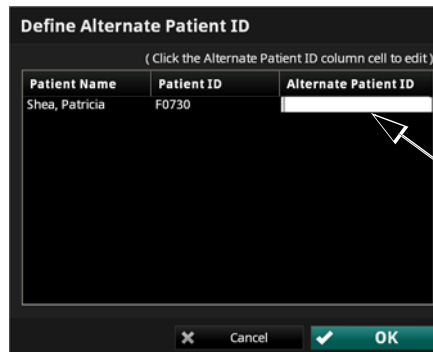 Define Alternate Patient ID
( Click the Alternate Patient ID column cell to edit )
Patient Name Patient ID Alternate Patient ID
Shea, Patricia F0730
Cancel OK